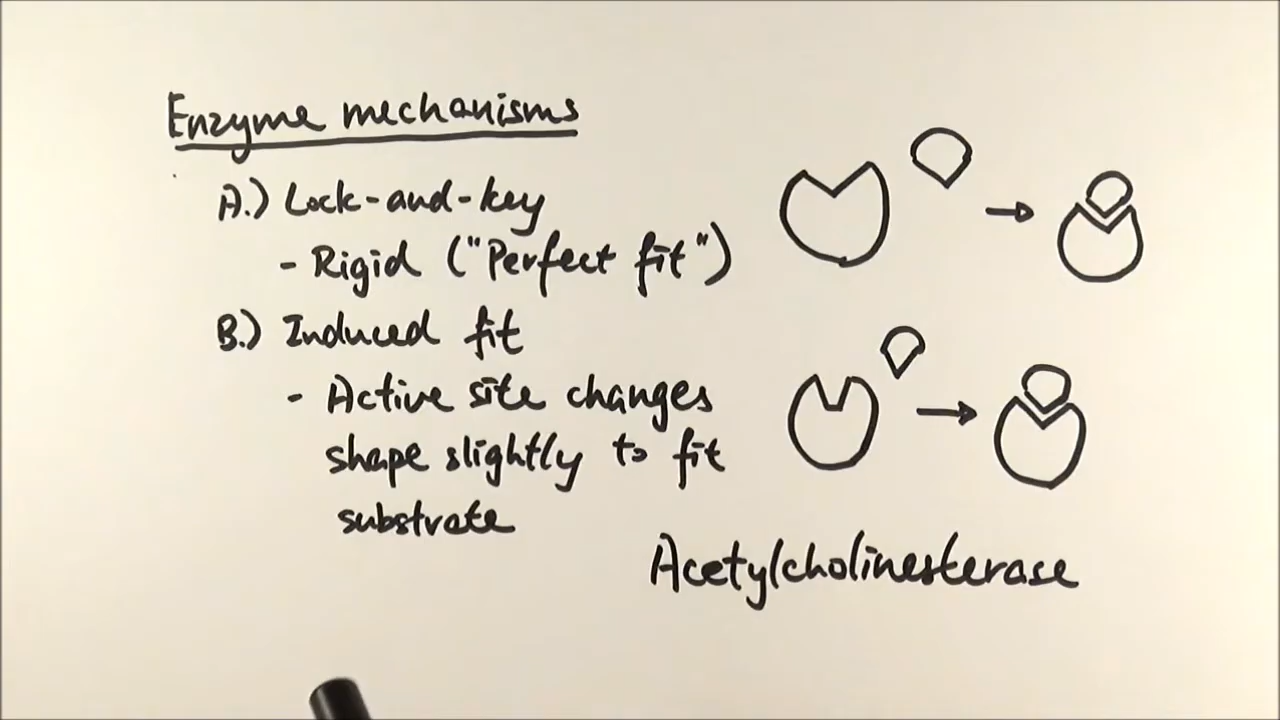 Enzyme mechanisms
A.) Lock-and-key
- Rigid ("Perfect fit")
B.) Induced fit
- Active site changes
shape slightly to fit
substrate
Acetylcholinesterase